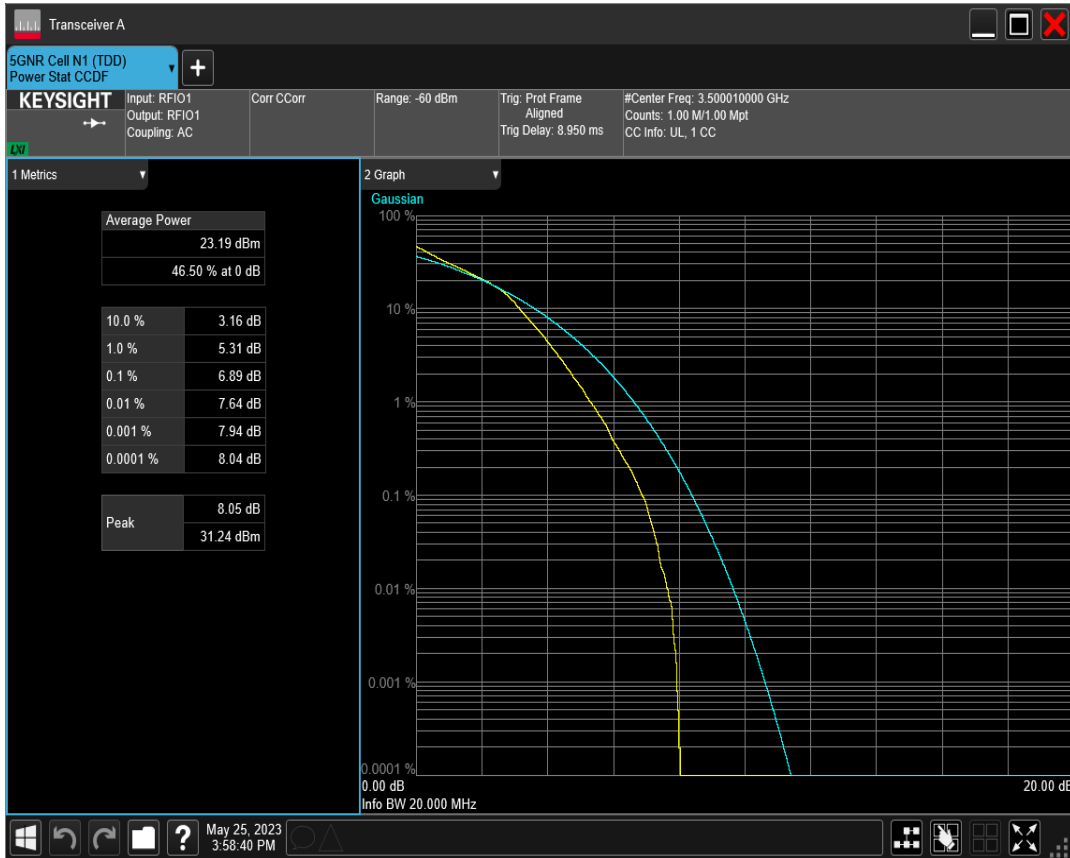 Transceiver A
5GNR Cell N1 (TDD)
Power Stat CCDF
+
KEYSIGHT
LXI
Input: RFIO1
Output: RFIO1
Coupling: AC
Corr CCorr
Range: -60 dBm
Trig: Prot Frame
Aligned
Trig Delay: 8.950 ms
#Center Freq: 3.500010000 GHz
Counts: 1.00 M/1.00 Mpt
CC Info: UL, 1 CC
1 Metrics
Average Power
23.19 dBm
46.50 % at 0 dB
10.0 % 3.16 dB
1.0 % 5.31 dB
0.1 % 6.89 dB
0.01 % 7.64 dB
0.001 % 7.94 dB
0.0001 % 8.04 dB
Peak
8.05 dB
31.24 dBm
2 Graph
Gaussian
100 %
10 %
1 %
0.1 %
0.01 %
0.001 %
0.0001 %
0.00 dB 20.00 dB
Info BW 20.000 MHz
?
May 25, 2023
3:58:40 PM